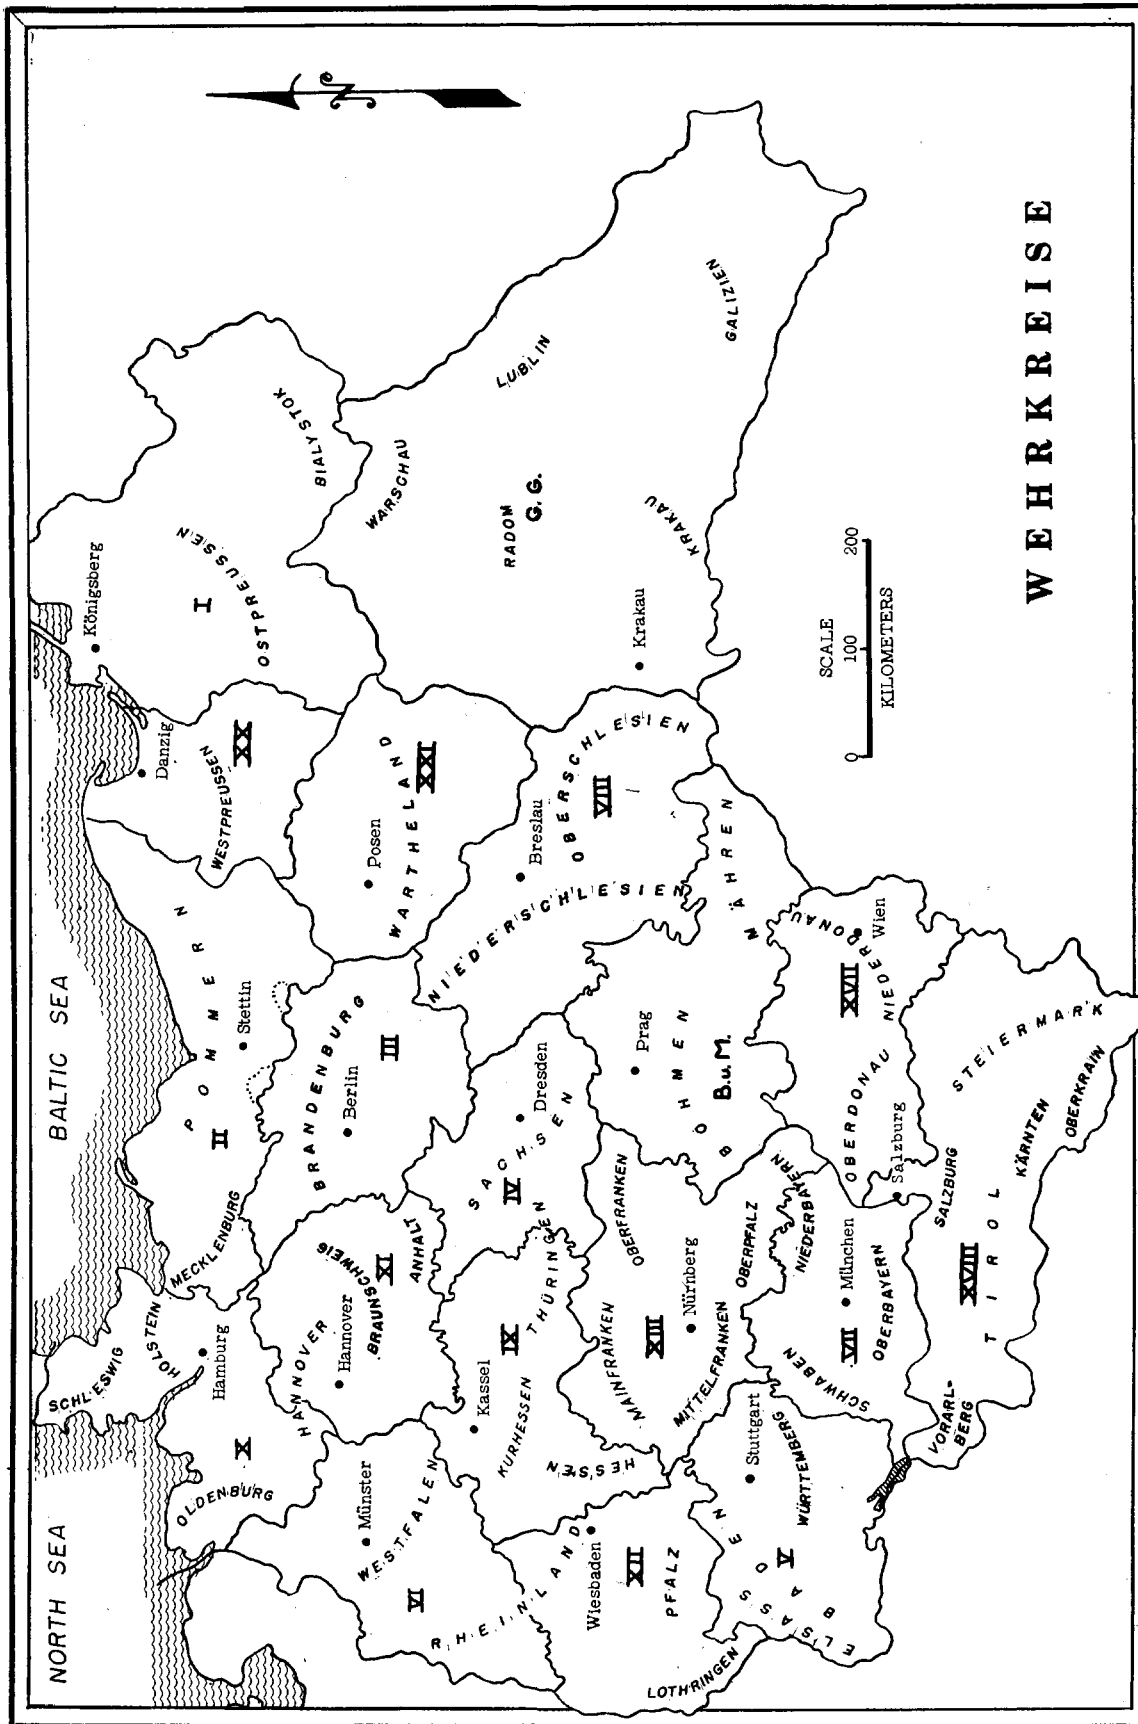 NORTH SEA
BALTIC SEA
N
SCHLESWIG
HOLSTEIN
Hamburg
X
OLDENBURG
HANNOVER
MECKLENBURG
II
POMMERN
Stettin
Danzig
WESTPREUSSEN
XX
Königsberg
I
OSTPREUSSEN
BIALYSTOK
Münster
WESTFALEN
VI
RHEINLAND
Hannover
BRAUNSCHWEIG
XI
ANHALT
BRANDENBURG
Berlin
III
Posen
WARTHELAND
XXI
WARSCHAU
LUBLIN
RADOM
G.G.
KRAKAU
Krakau
GALIZIEN
Kassel
KURHESSEN
IX
THÜRINGEN
HESSEN
SACHSEN
IV
Dresden
NIEDERSCHLESIEN
Breslau
OBERSCHLESIEN
VIII
Wiesbaden
XII
PFALZ
LOTHRINGEN
MAINFRANKEN
OBERFRANKEN
XIII
Nürnberg
MITTELFRANKEN
OBERPFALZ
NIEDERBAYERN
Prag
BOHMEN
B.u.M.
MÄHREN
ELSASS
BADEN
V
Stuttgart
WÜRTTEMBERG
SCHWABEN
VII
München
OBERBAYERN
OBERDONAU
XVII
NIEDERDONAU
Wien
Salzburg
SALZBURG
VORARL-
BERG
XVIII
TIROL
KÄRNTEN
STEIERMARK
OBERKRAIN
SCALE
0 100 200
KILOMETERS
WEHRKREISE